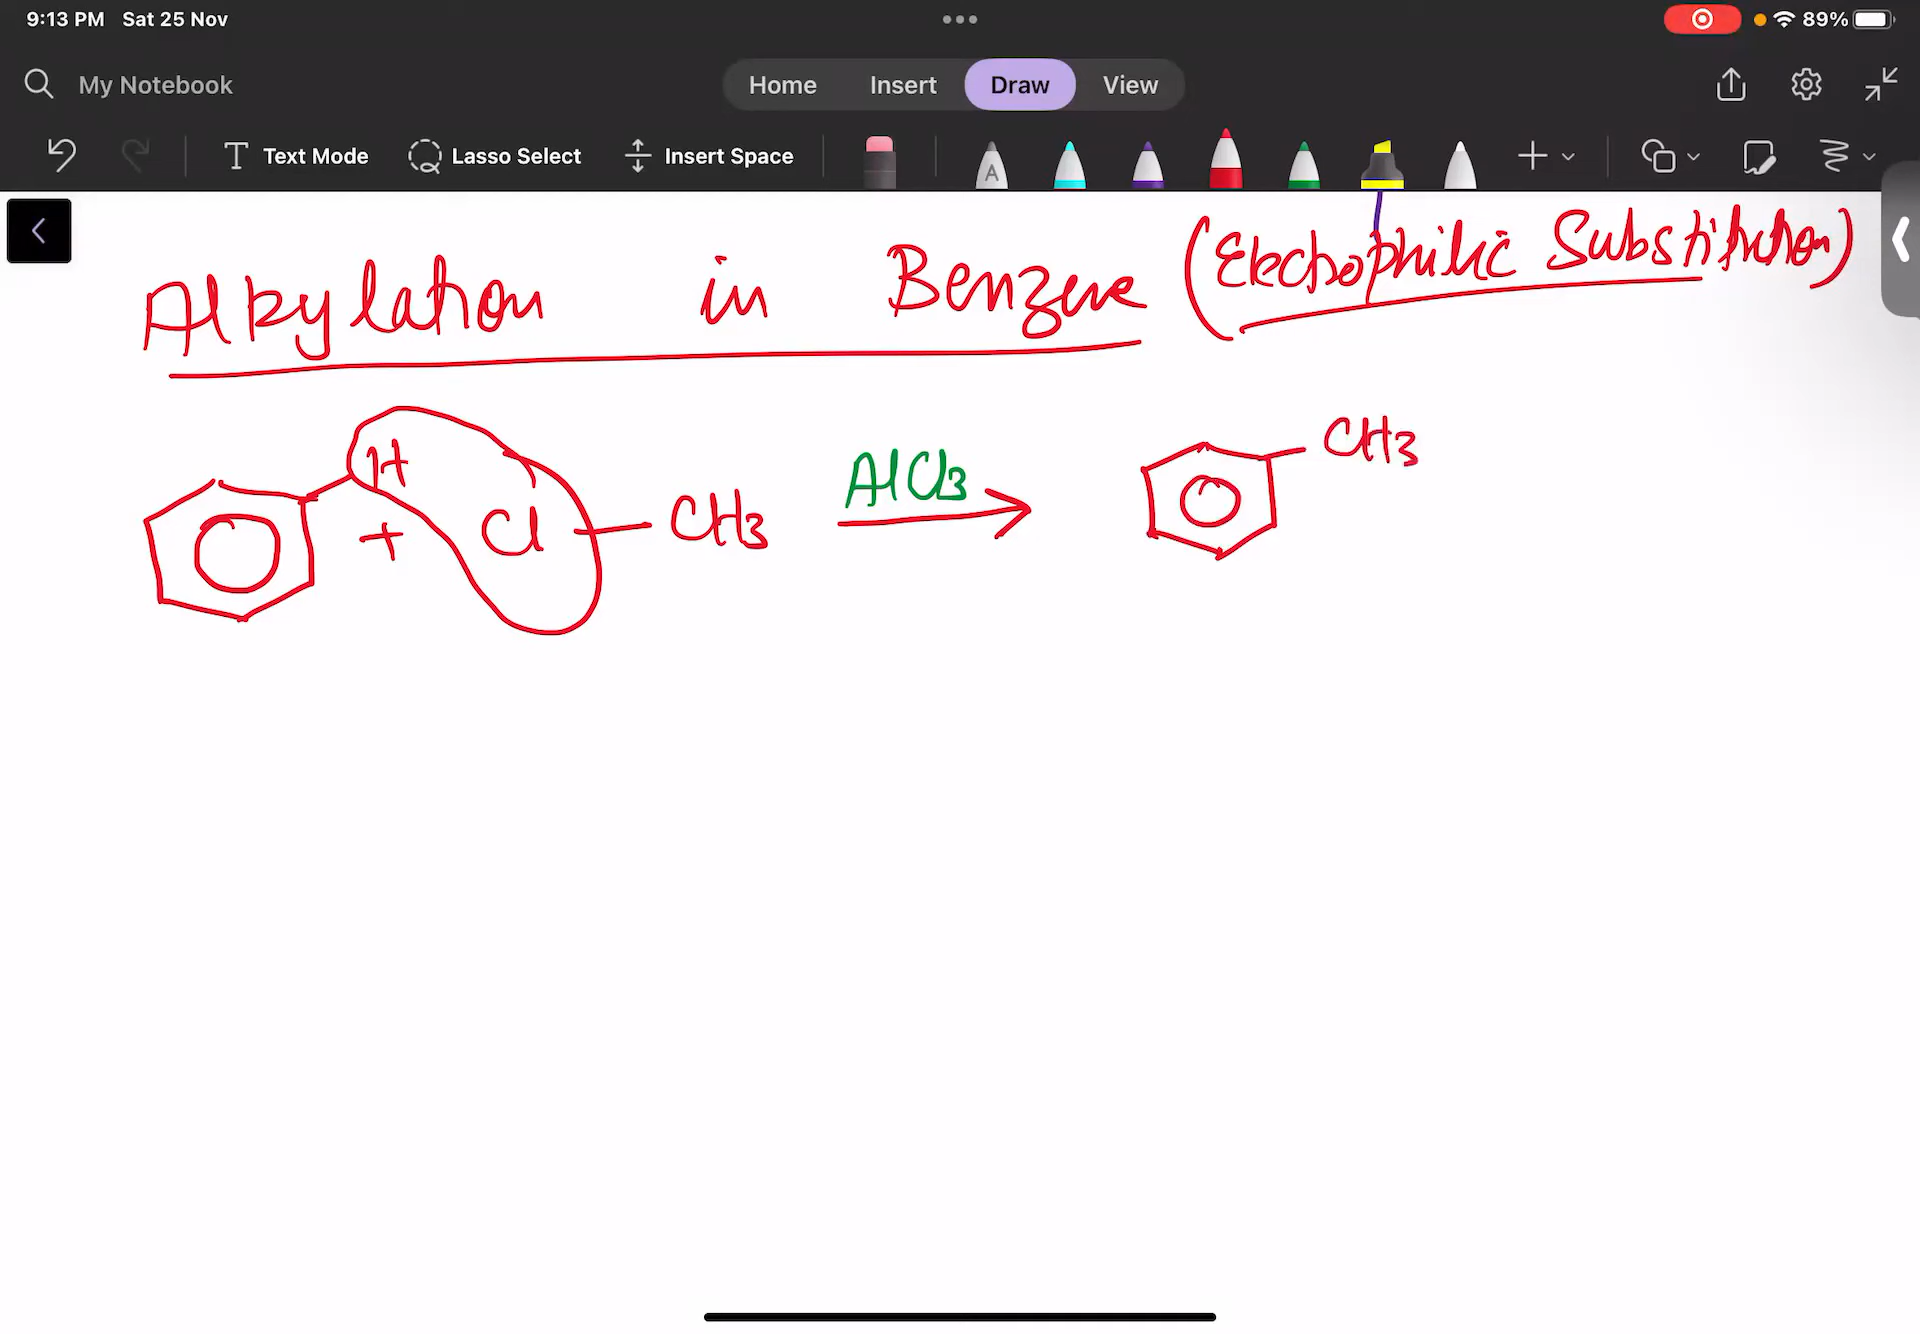 9:13 PM Sat 25 Nov 89%
My Notebook Home Insert Draw View
Text Mode Lasso Select Insert Space A
Alkylation in Benzene (Electrophilic Substitution)
H + Cl CH3 AlCl3 CH3